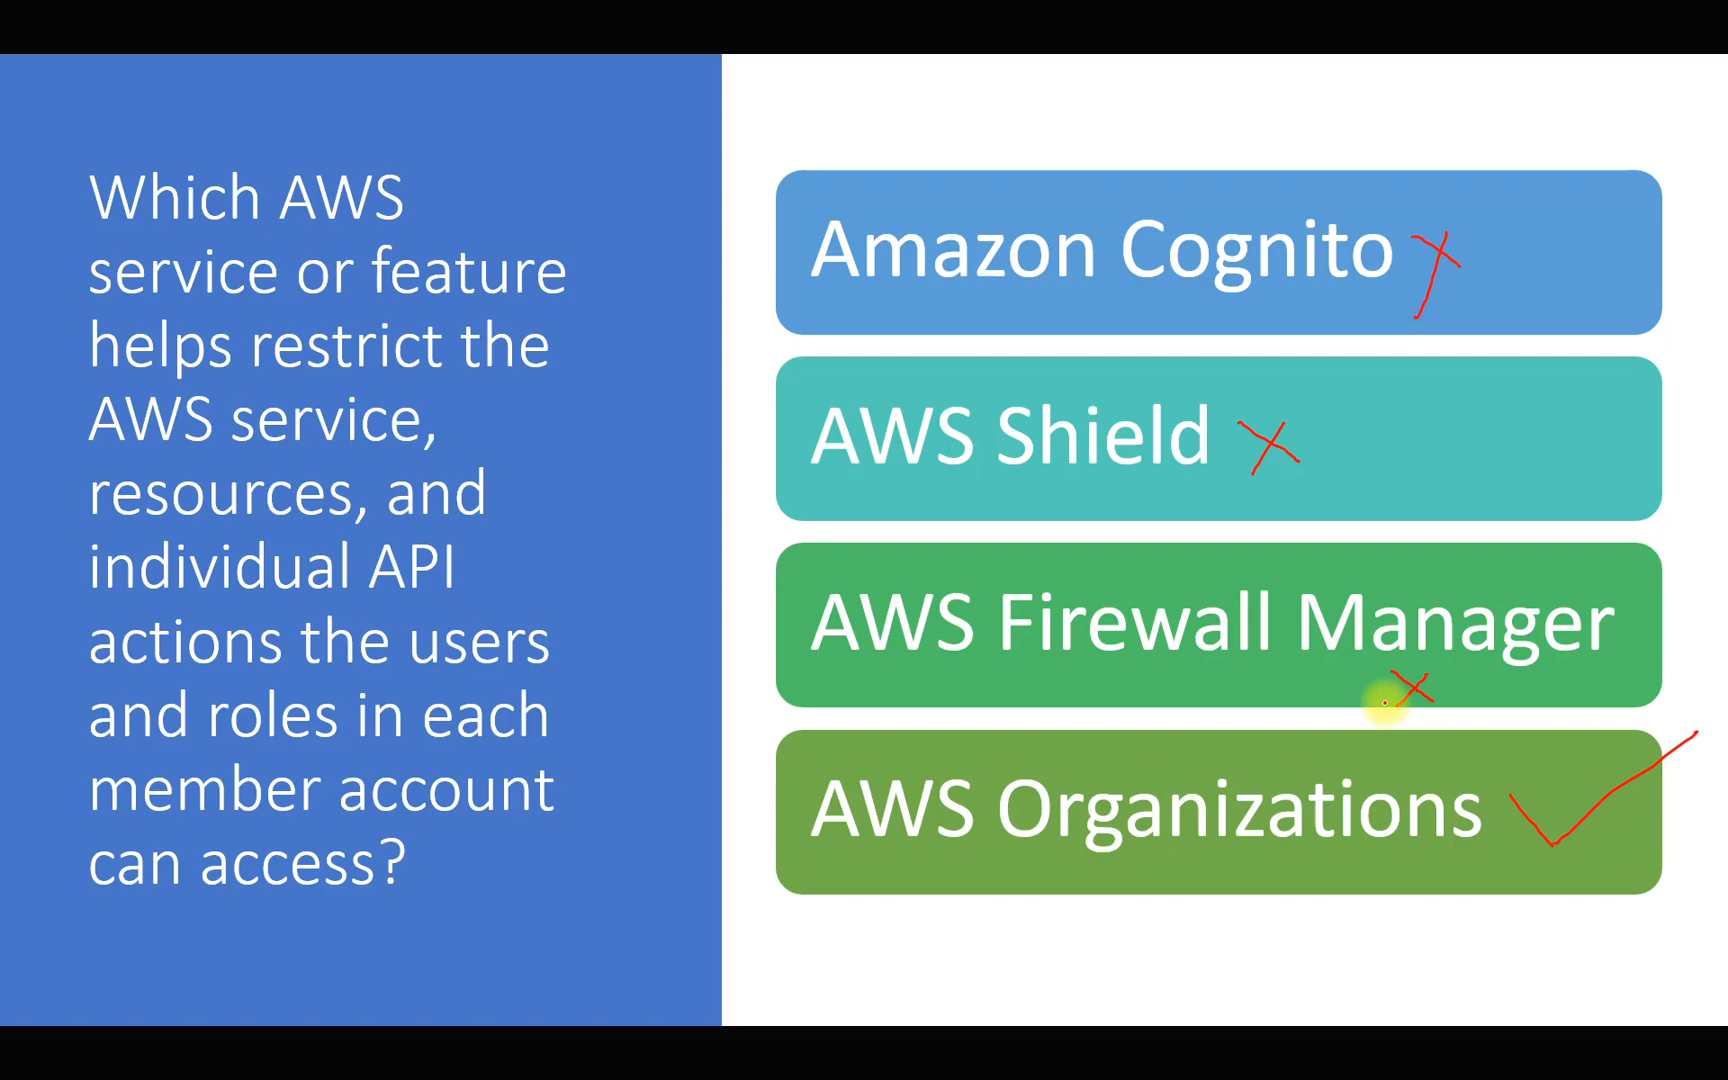 Which AWS
service or feature
helps restrict the
AWS service,
resources, and
individual API
actions the users
and roles in each
member account
can access?
Amazon Cognito
AWS Shield
AWS Firewall Manager
AWS Organizations